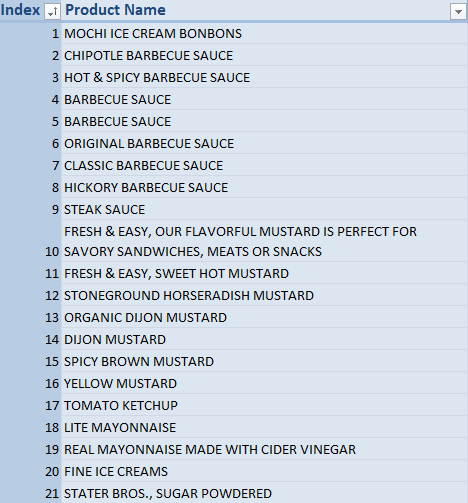 Index Product Name
1 MOCHI ICE CREAM BONBONS
2 CHIPOTLE BARBECUE SAUCE
3 HOT & SPICY BARBECUE SAUCE
4 BARBECUE SAUCE
5 BARBECUE SAUCE
6 ORIGINAL BARBECUE SAUCE
7 CLASSIC BARBECUE SAUCE
8 HICKORY BARBECUE SAUCE
9 STEAK SAUCE
FRESH & EASY, OUR FLAVORFUL MUSTARD IS PERFECT FOR
10 SAVORY SANDWICHES, MEATS OR SNACKS
11 FRESH & EASY, SWEET HOT MUSTARD
12 STONEGROUND HORSERADISH MUSTARD
13 ORGANIC DIJON MUSTARD
14 DIJON MUSTARD
15 SPICY BROWN MUSTARD
16 YELLOW MUSTARD
17 TOMATO KETCHUP
18 LITE MAYONNAISE
19 REAL MAYONNAISE MADE WITH CIDER VINEGAR
20 FINE ICE CREAMS
21 STATER BROS., SUGAR POWDERED